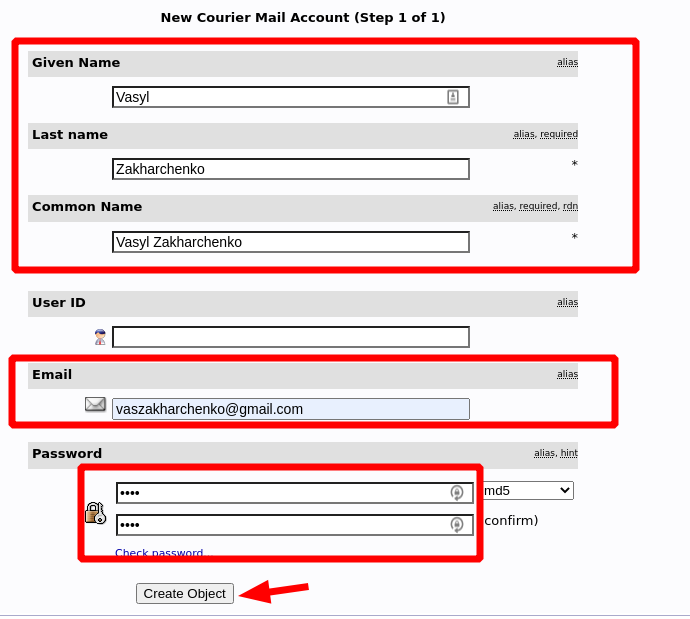 New Courier Mail Account (Step 1 of 1)
Given Name alias
Vasyl
Last name alias, required
Zakharchenko *
Common Name alias, required, rdn
Vasyl Zakharchenko *
User ID alias
Email alias
vaszakharchenko@gmail.com
Password alias, hint
•••• md5
•••• confirm)
Check password...
Create Object